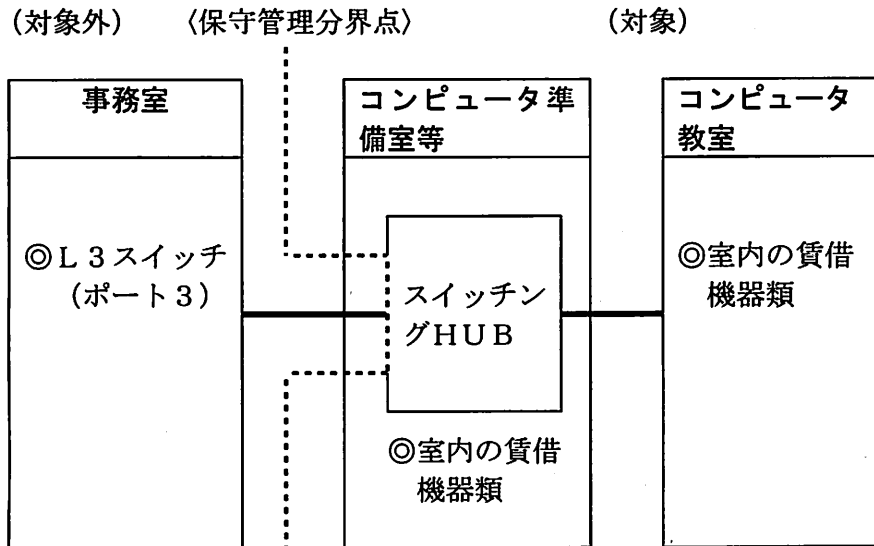 (対象外)
〈保守管理分界点〉
(対象)
事務室
◎L3スイッチ
(ポート3)
コンピュータ準
備室等
スイッチン
グHUB
◎室内の賃借
機器類
コンピュータ
教室
◎室内の賃借
機器類